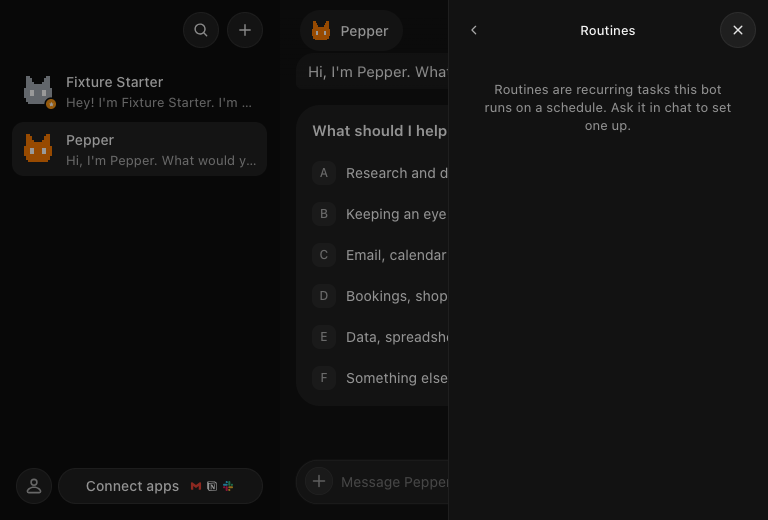 Fixture Starter
Hey! I'm Fixture Starter. I'm ...
Pepper
Hi, I'm Pepper. What would y...
Connect apps
Pepper
Hi, I'm Pepper. What
What should I help
A Research and d
B Keeping an eye
C Email, calendar
D Bookings, shop
E Data, spreadshe
F Something else
Message Pepper
Routines
Routines are recurring tasks this bot
runs on a schedule. Ask it in chat to set
one up.